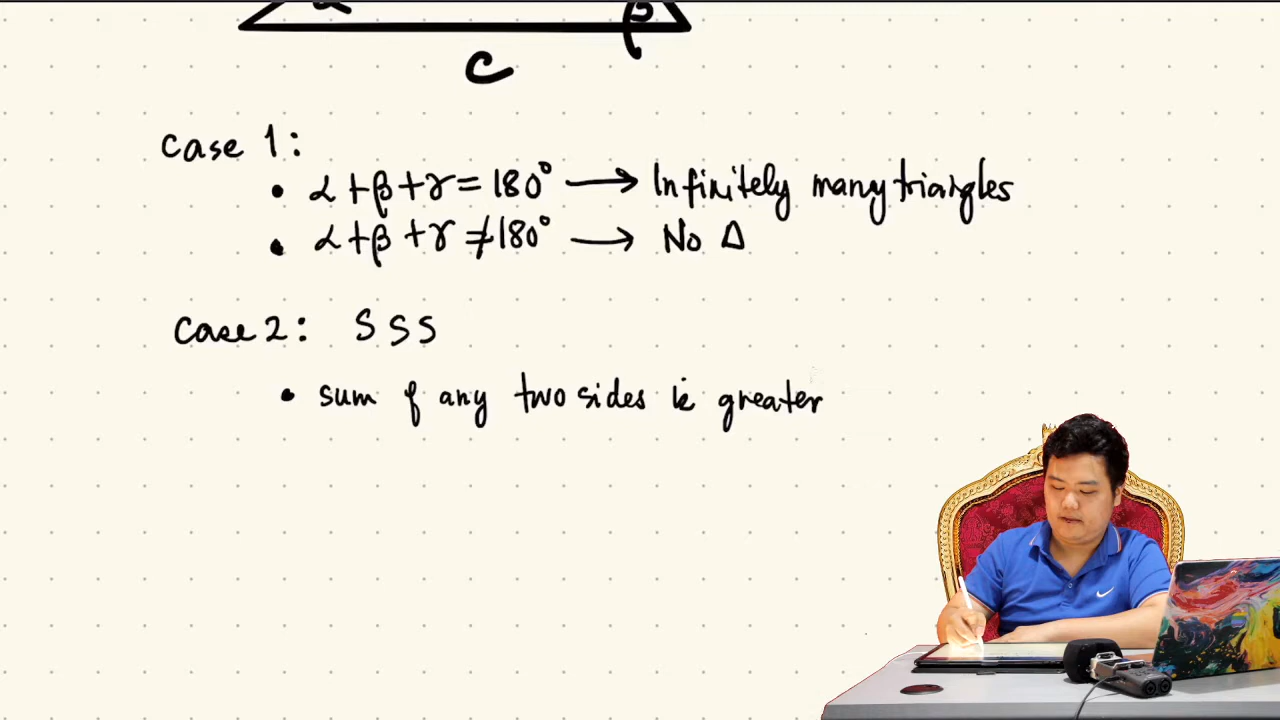 α β
c
Case 1:
• α + β + γ = 180° → Infinitely many triangles
• α + β + γ ≠ 180° → No Δ
Case 2: SSS
• sum of any two sides is greater